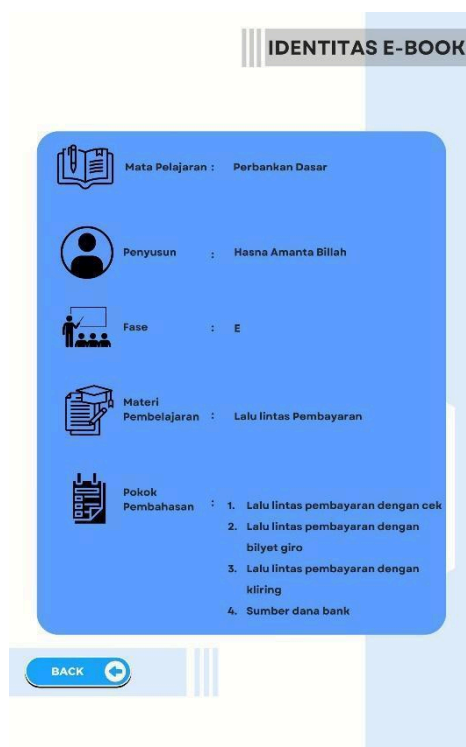 IDENTITAS E-BOOK
Mata Pelajaran : Perbankan Dasar
Penyusun : Hasna Amanta Billah
Fase : E
Materi
Pembelajaran : Lalu lintas Pembayaran
Pokok
Pembahasan : 1. Lalu lintas pembayaran dengan cek
2. Lalu lintas pembayaran dengan
bilyet giro
3. Lalu lintas pembayaran dengan
kliring
4. Sumber dana bank
BACK